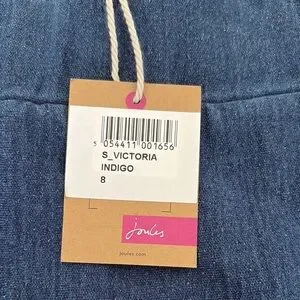 5 054411 001656
S_VICTORIA
INDIGO
8
Joules
joules.com